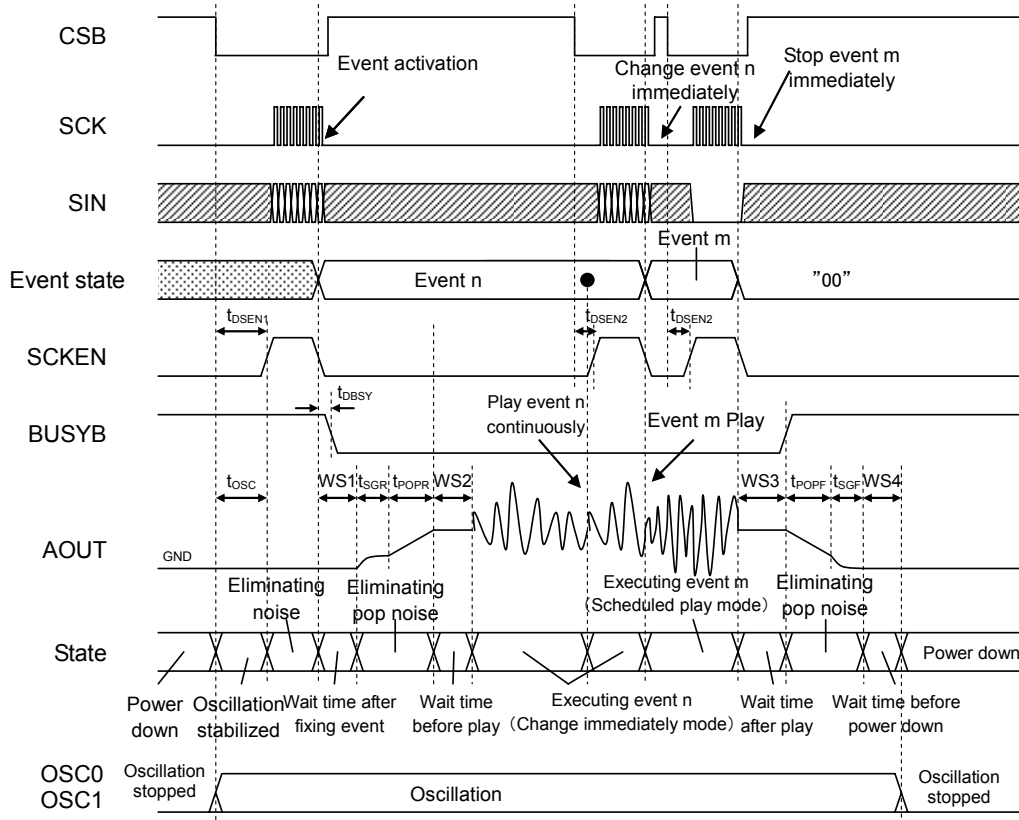 CSB
Event activation
Change event n
immediately
Stop event m
immediately
SCK
SIN
Event m
Event state
Event n
"00"
tDSEN1
tDSEN2
tDSEN2
SCKEN
tDBSY
Play event n
continuously
Event m Play
BUSYB
tOSC
WS1
tSGR
tPOPR
WS2
WS3
tPOPF
tSGF
WS4
AOUT
GND
Eliminating
noise
Eliminating
pop noise
Executing event m
(Scheduled play mode)
Eliminating
pop noise
State
Power down
Power
down
Oscillation
stabilized
Wait time after
fixing event
Wait time
before play
Executing event n
(Change immediately mode)
Wait time
after play
Wait time before
power down
OSC0
OSC1
Oscillation
stopped
Oscillation
Oscillation
stopped